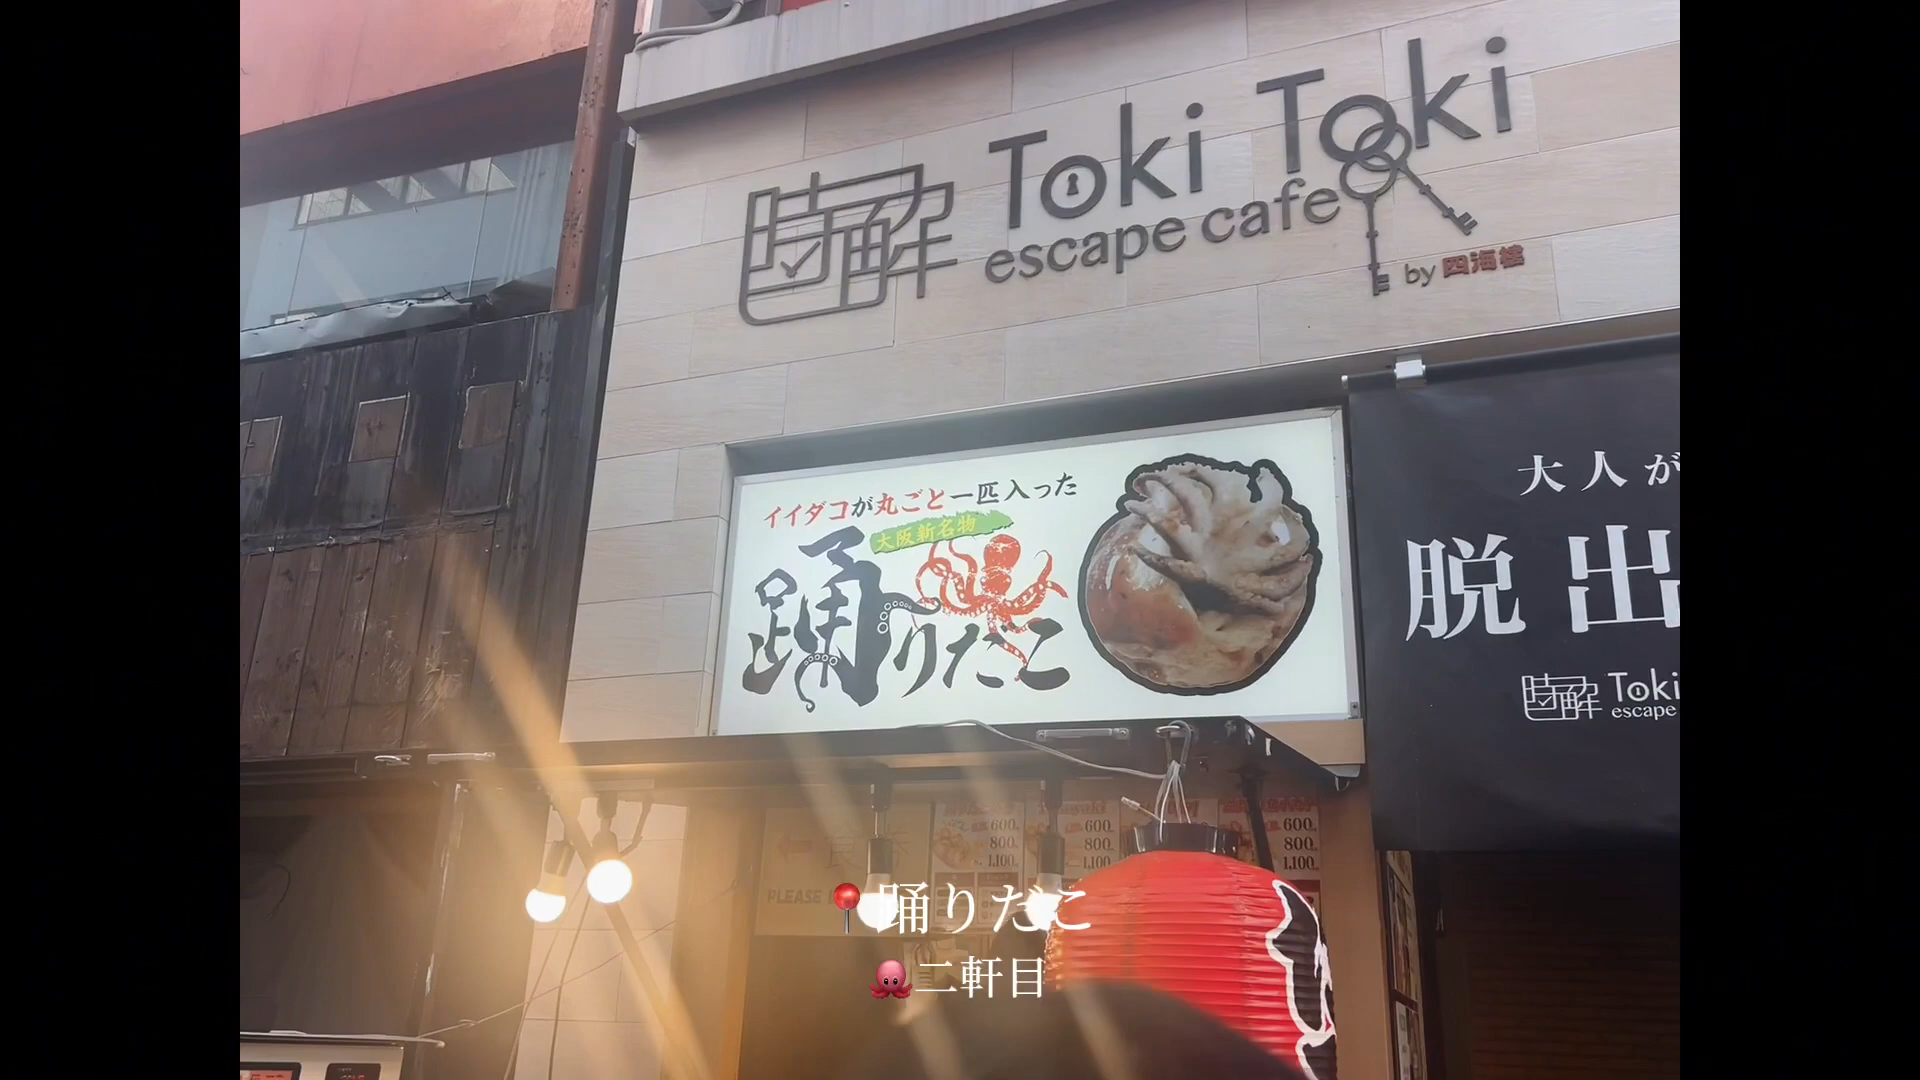 時解
Toki Toki
escape cafe
by 四海樓
イイダコが丸ごと一匹入った
大阪新名物
踊りだこ
大人が
脱出
時解 Toki
escape
600
800
1,100
600
800
1,100
600
800
1,100
PLEASE
📍踊りだこ
🐙二軒目